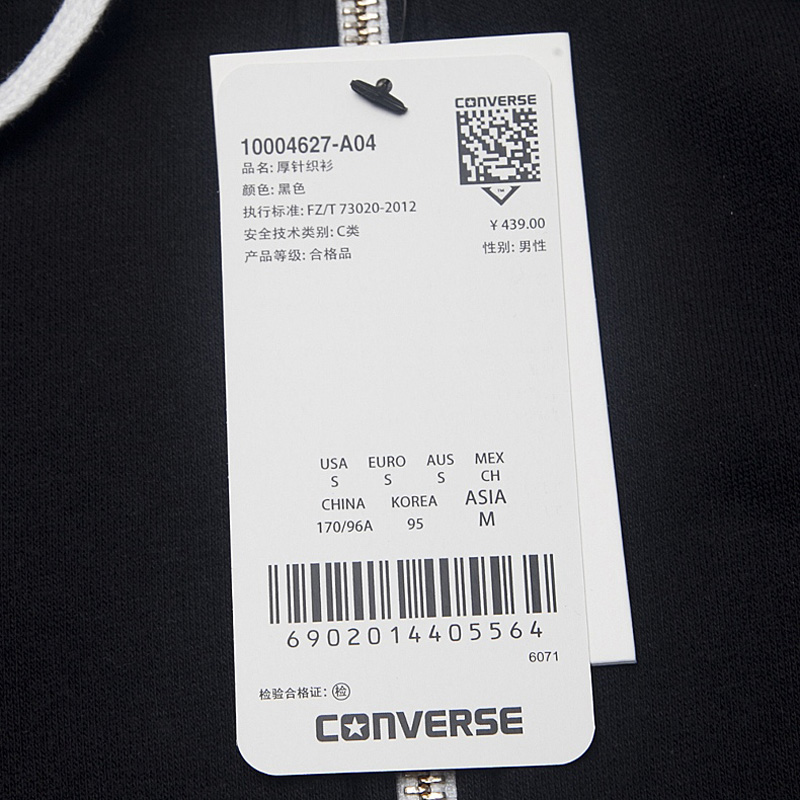 CONVERSE
10004627-A04
品名: 厚针织衫
颜色: 黑色
执行标准: FZ/T 73020-2012
¥ 439.00
安全技术类别: C类
性别: 男性
产品等级: 合格品
USA EURO AUS MEX
S S S CH
CHINA KOREA ASIA
170/96A 95 M
6902014405564
6071
检验合格证: 检
CONVERSE